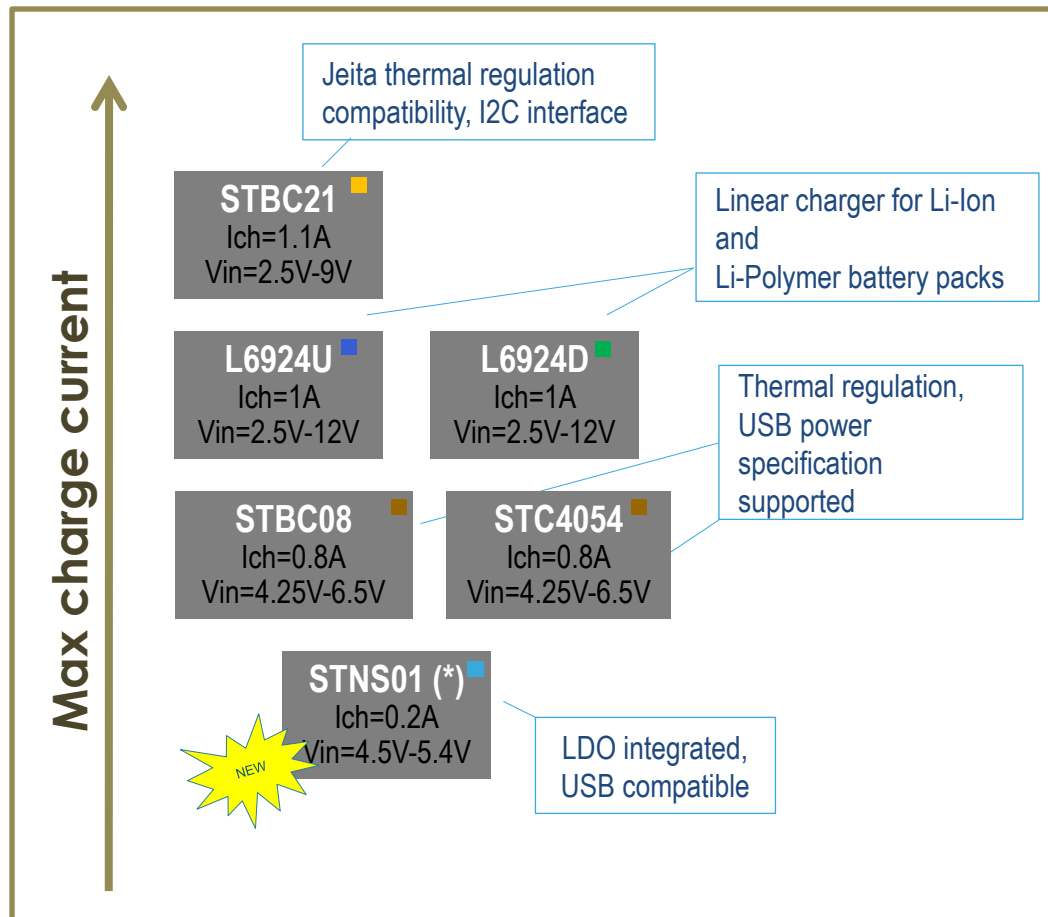 Jeita thermal regulation
compatibility, I2C interface
STBC21
Ich=1.1A
Vin=2.5V-9V
Linear charger for Li-Ion
and
Li-Polymer battery packs
L6924U
Ich=1A
Vin=2.5V-12V
L6924D
Ich=1A
Vin=2.5V-12V
Thermal regulation,
USB power
specification
supported
STBC08
Ich=0.8A
Vin=4.25V-6.5V
STC4054
Ich=0.8A
Vin=4.25V-6.5V
STNS01 (*)
Ich=0.2A
Vin=4.5V-5.4V
NEW
LDO integrated,
USB compatible
Max charge current